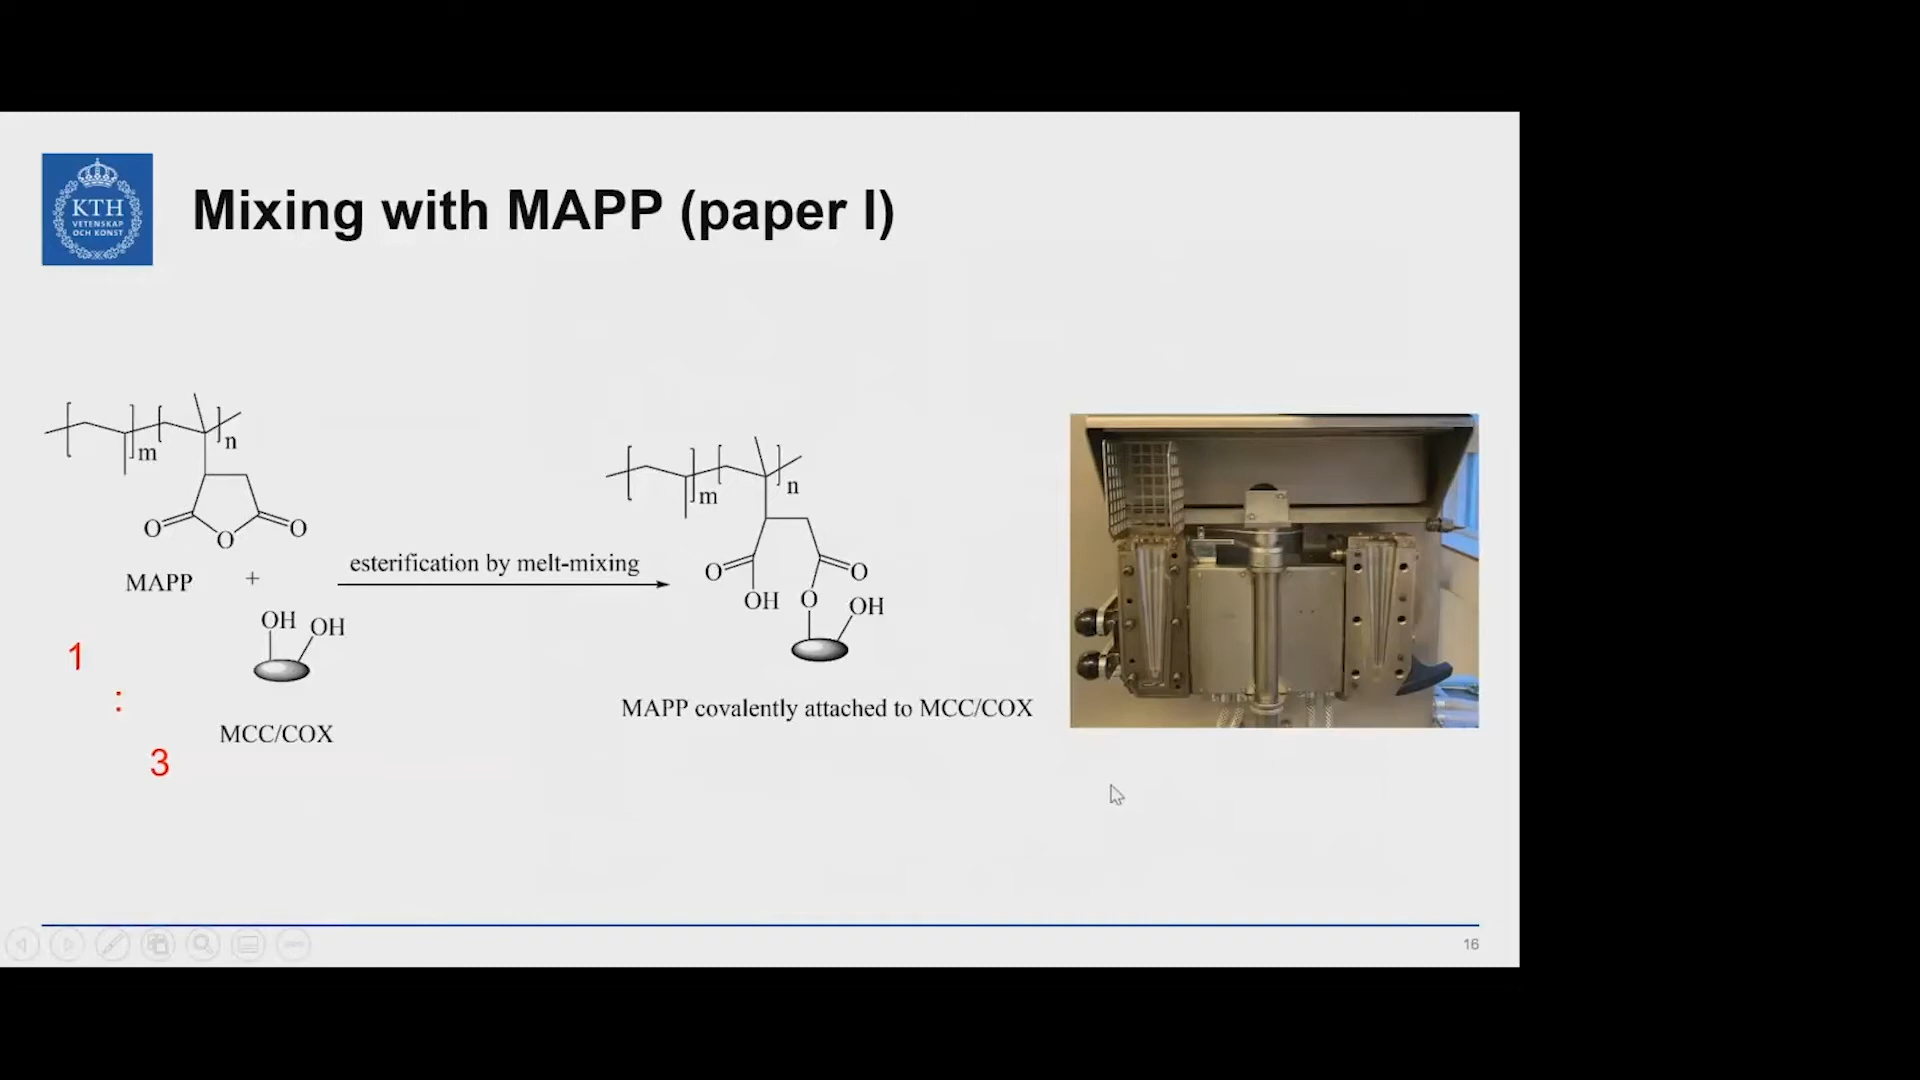 KTH
VETENSKAP
OCH KONST
Mixing with MAPP (paper I)
m
n
O
O
O
MAPP
+
OH
OH
MCC/COX
1
:
3
esterification by melt-mixing
m
n
O
O
OH
O
OH
MAPP covalently attached to MCC/COX
16